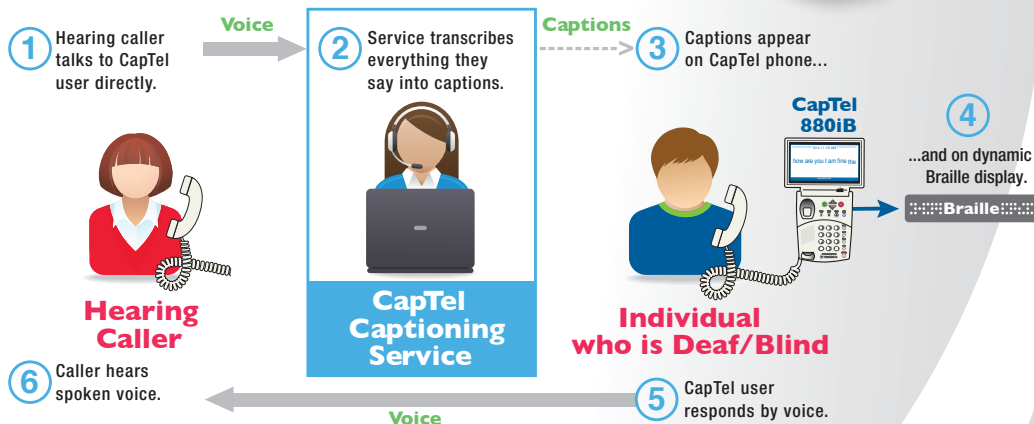 Voice
1
Hearing caller
talks to CapTel
user directly.
2
Service transcribes
everything they
say into captions.
Captions
3
Captions appear
on CapTel phone...
CapTel
880iB
how are you I am fine the
4
...and on dynamic
Braille display.
Braille
Hearing
Caller
CapTel
Captioning
Service
Individual
who is Deaf/Blind
6
Caller hears
spoken voice.
Voice
5
CapTel user
responds by voice.